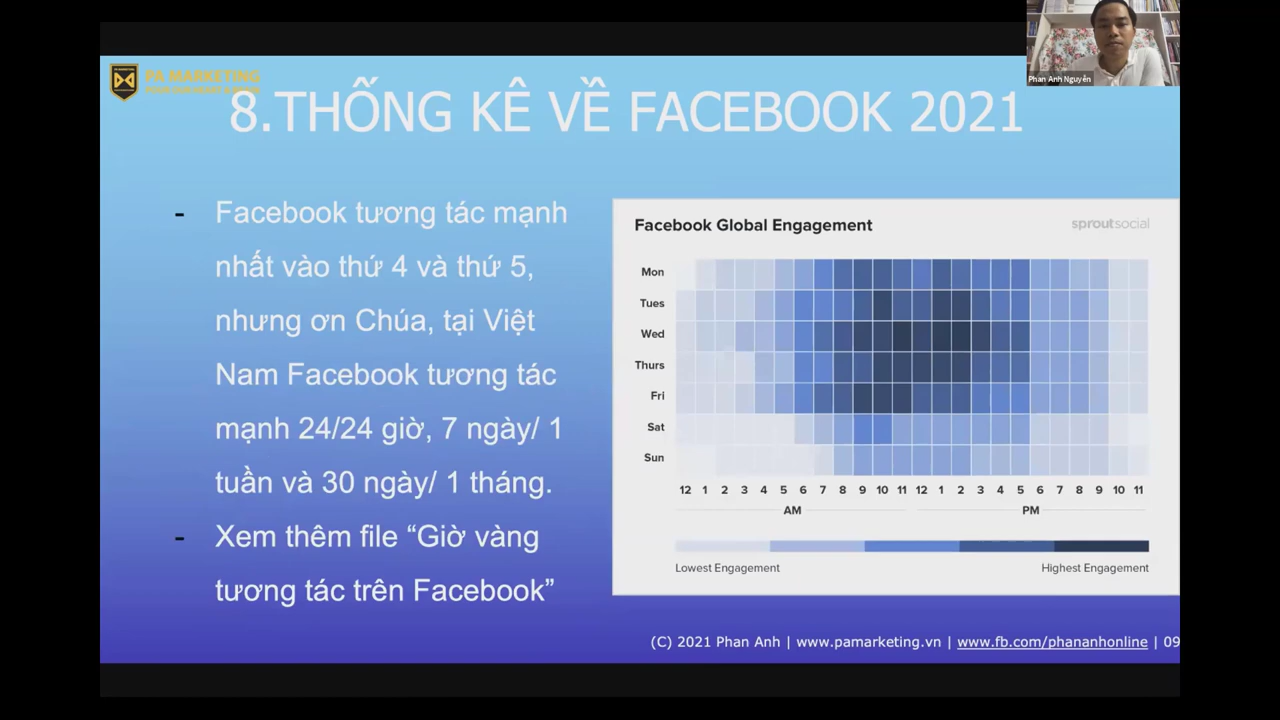 Phan Anh Nguyễn
PA MARKETING
8.THỐNG KÊ VỀ FACEBOOK 2021
- Facebook tương tác mạnh
nhất vào thứ 4 và thứ 5,
nhưng ơn Chúa, tại Việt
Nam Facebook tương tác
mạnh 24/24 giờ, 7 ngày/ 1
tuần và 30 ngày/ 1 tháng.
- Xem thêm file “Giờ vàng
tương tác trên Facebook”
Facebook Global Engagement
sproutsocial
Mon
Tues
Wed
Thurs
Fri
Sat
Sun
12 1 2 3 4 5 6 7 8 9 10 11 12 1 2 3 4 5 6 7 8 9 10 11
AM PM
Lowest Engagement Highest Engagement
(C) 2021 Phan Anh | www.pamarketing.vn | www.fb.com/phananhonline | 09